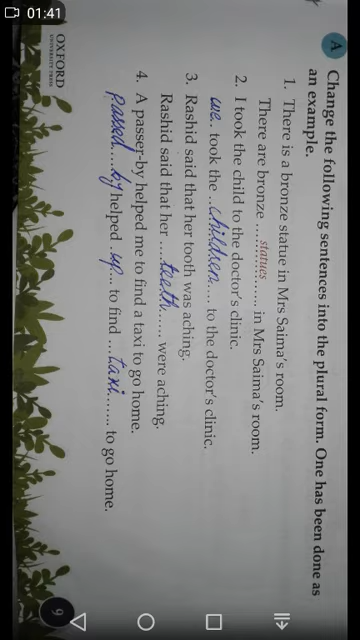 01:41
A Change the following sentences into the plural form. One has been done as
an example.
1. There is a bronze statue in Mrs Saima's room.
There are bronze ....statues.... in Mrs Saima's room.
2. I took the child to the doctor's clinic.
we... took the ...children.... to the doctor's clinic.
3. Rashid said that her tooth was aching.
Rashid said that her ....teeth...... were aching.
4. A passer-by helped me to find a taxi to go home.
Passed....by helped ..up... to find ...taxi....... to go home.
OXFORD
UNIVERSITY PRESS
9